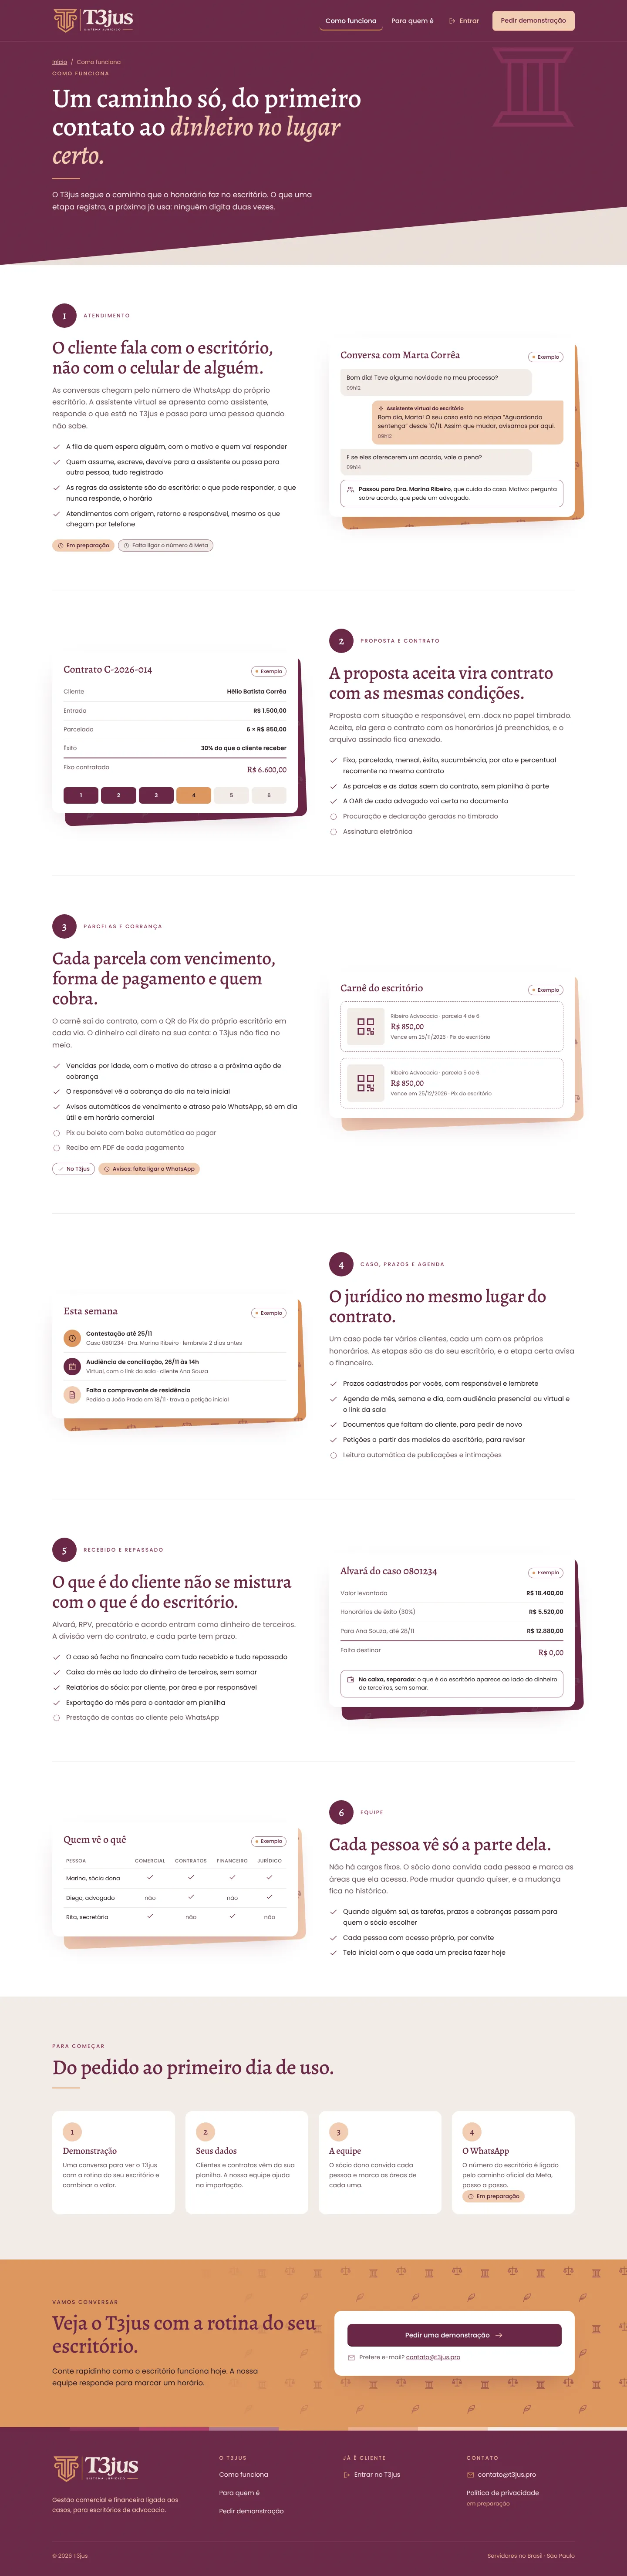 T3jus
SISTEMA JURÍDICO
Como funciona
Para quem é
Entrar
Pedir demonstração
Início / Como funciona
COMO FUNCIONA
Um caminho só, do primeiro
contato ao dinheiro no lugar
certo.
O T3jus segue o caminho que o honorário faz no escritório. O que uma
etapa registra, a próxima já usa: ninguém digita duas vezes.
1
ATENDIMENTO
O cliente fala com o escritório,
não com o celular de alguém.
As conversas chegam pelo número de WhatsApp do próprio
escritório. A assistente virtual se apresenta como assistente,
responde o que está no T3jus e passa para uma pessoa quando
não sabe.
A fila de quem espera alguém, com o motivo e quem vai responder
Quem assume, escreve, devolve para a assistente ou passa para
outra pessoa, tudo registrado
As regras da assistente são do escritório: o que pode responder, o que
nunca responde, o horário
Atendimentos com origem, retorno e responsável, mesmo os que
chegam por telefone
Em preparação
Falta ligar o número à Meta
Conversa com Marta Corrêa
Exemplo
Bom dia! Teve alguma novidade no meu processo?
09h12
Assistente virtual do escritório
Bom dia, Marta! O seu caso está na etapa “Aguardando
sentença” desde 10/11. Assim que mudar, avisamos por aqui.
09h12
E se eles oferecerem um acordo, vale a pena?
09h14
Passou para Dra. Marina Ribeiro, que cuida do caso. Motivo: pergunta
sobre acordo, que pede um advogado.
Contrato C-2026-014
Exemplo
Cliente
Hélio Batista Corrêa
Entrada
R$ 1.500,00
Parcelado
6 × R$ 850,00
Êxito
30% do que o cliente receber
Fixo contratado
R$ 6.600,00
1 2 3 4 5 6
2
PROPOSTA E CONTRATO
A proposta aceita vira contrato
com as mesmas condições.
Proposta com situação e responsável, em .docx no papel timbrado.
Aceita, ela gera o contrato com os honorários já preenchidos, e o
arquivo assinado fica anexado.
Fixo, parcelado, mensal, êxito, sucumbência, por ato e percentual
recorrente no mesmo contrato
As parcelas e as datas saem do contrato, sem planilha à parte
A OAB de cada advogado vai certa no documento
Procuração e declaração geradas no timbrado
Assinatura eletrônica
3
PARCELAS E COBRANÇA
Cada parcela com vencimento,
forma de pagamento e quem
cobra.
O carnê sai do contrato, com o QR do Pix do próprio escritório em
cada via. O dinheiro cai direto na sua conta: o T3jus não fica no
meio.
Vencidas por idade, com o motivo do atraso e a próxima ação de
cobrança
O responsável vê a cobrança do dia na tela inicial
Avisos automáticos de vencimento e atraso pelo WhatsApp, só em dia
útil e em horário comercial
Pix ou boleto com baixa automática ao pagar
Recibo em PDF de cada pagamento
No T3jus
Avisos: falta ligar o WhatsApp
Carnê do escritório
Exemplo
Ribeiro Advocacia · parcela 4 de 6
R$ 850,00
Vence em 25/11/2026 · Pix do escritório
Ribeiro Advocacia · parcela 5 de 6
R$ 850,00
Vence em 25/12/2026 · Pix do escritório
Esta semana
Exemplo
Contestação até 25/11
Caso 0801234 · Dra. Marina Ribeiro · lembrete 2 dias antes
Audiência de conciliação, 26/11 às 14h
Virtual, com o link da sala · cliente Ana Souza
Falta o comprovante de residência
Pedido a João Prado em 18/11 · trava a petição inicial
4
CASO, PRAZOS E AGENDA
O jurídico no mesmo lugar do
contrato.
Um caso pode ter vários clientes, cada um com os próprios
honorários. As etapas são as do seu escritório, e a etapa certa avisa
o financeiro.
Prazos cadastrados por vocês, com responsável e lembrete
Agenda de mês, semana e dia, com audiência presencial ou virtual e
o link da sala
Documentos que faltam do cliente, para pedir de novo
Petições a partir dos modelos do escritório, para revisar
Leitura automática de publicações e intimações
5
RECEBIDO E REPASSADO
O que é do cliente não se mistura
com o que é do escritório.
Alvará, RPV, precatório e acordo entram como dinheiro de terceiros.
A divisão vem do contrato, e cada parte tem prazo.
O caso só fecha no financeiro com tudo recebido e tudo repassado
Caixa do mês ao lado do dinheiro de terceiros, sem somar
Relatórios do sócio: por cliente, por área e por responsável
Exportação do mês para o contador em planilha
Prestação de contas ao cliente pelo WhatsApp
Alvará do caso 0801234
Exemplo
Valor levantado
R$ 18.400,00
Honorários de êxito (30%)
R$ 5.520,00
Para Ana Souza, até 28/11
R$ 12.880,00
Falta destinar
R$ 0,00
No caixa, separado: o que é do escritório aparece ao lado do dinheiro
de terceiros, sem somar.
Quem vê o quê
Exemplo
PESSOA COMERCIAL CONTRATOS FINANCEIRO JURÍDICO
Marina, sócia dona
Diego, advogado não não
Rita, secretária não não
6
EQUIPE
Cada pessoa vê só a parte dela.
Não há cargos fixos. O sócio dono convida cada pessoa e marca as
áreas que ela acessa. Pode mudar quando quiser, e a mudança
fica no histórico.
Quando alguém sai, as tarefas, prazos e cobranças passam para
quem o sócio escolher
Cada pessoa com acesso próprio, por convite
Tela inicial com o que cada um precisa fazer hoje
PARA COMEÇAR
Do pedido ao primeiro dia de uso.
1
Demonstração
Uma conversa para ver o T3jus
com a rotina do seu escritório e
combinar o valor.
2
Seus dados
Clientes e contratos vêm da sua
planilha. A nossa equipe ajuda
na importação.
3
A equipe
O sócio dono convida cada
pessoa e marca as áreas de
cada uma.
4
O WhatsApp
O número do escritório é ligado
pelo caminho oficial da Meta,
passo a passo.
Em preparação
VAMOS CONVERSAR
Veja o T3jus com a rotina do seu
escritório.
Conte rapidinho como o escritório funciona hoje. A nossa
equipe responde para marcar um horário.
Pedir uma demonstração
Prefere e-mail? contato@t3jus.pro
T3jus
SISTEMA JURÍDICO
Gestão comercial e financeira ligada aos
casos, para escritórios de advocacia.
O T3JUS
Como funciona
Para quem é
Pedir demonstração
JÁ É CLIENTE
Entrar no T3jus
CONTATO
contato@t3jus.pro
Política de privacidade
em preparação
© 2026 T3jus
Servidores no Brasil · São Paulo